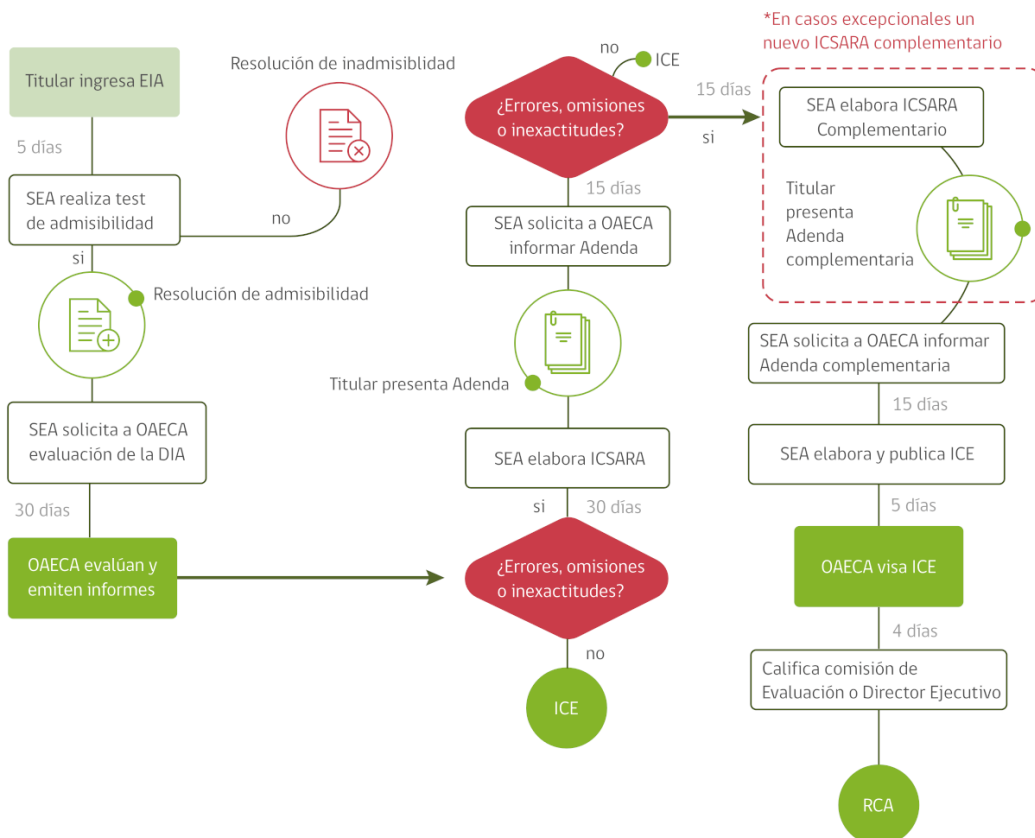 Titular ingresa EIA
5 días
SEA realiza test
de admisibilidad
no
Resolución de inadmisiblidad
si
Resolución de admisibilidad
SEA solicita a OAECA
evaluación de la DIA
30 días
OAECA evalúan y
emiten informes
¿Errores, omisiones
o inexactitudes?
no
ICE
si
30 días
SEA elabora ICSARA
Titular presenta Adenda
SEA solicita a OAECA
informar Adenda
15 días
¿Errores, omisiones
o inexactitudes?
no
ICE
15 días
si
*En casos excepcionales un
nuevo ICSARA complementario
SEA elabora ICSARA
Complementario
Titular
presenta
Adenda
complementaria
SEA solicita a OAECA informar
Adenda complementaria
15 días
SEA elabora y publica ICE
5 días
OAECA visa ICE
4 días
Califica comisión de
Evaluación o Director Ejecutivo
RCA